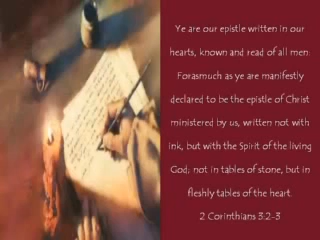 Ye are our epistle written in our
hearts, known and read of all men:
Forasmuch as ye are manifestly
declared to be the epistle of Christ
ministered by us, written not with
ink, but with the Spirit of the living
God; not in tables of stone, but in
fleshly tables of the heart.
2 Corinthians 3:2-3